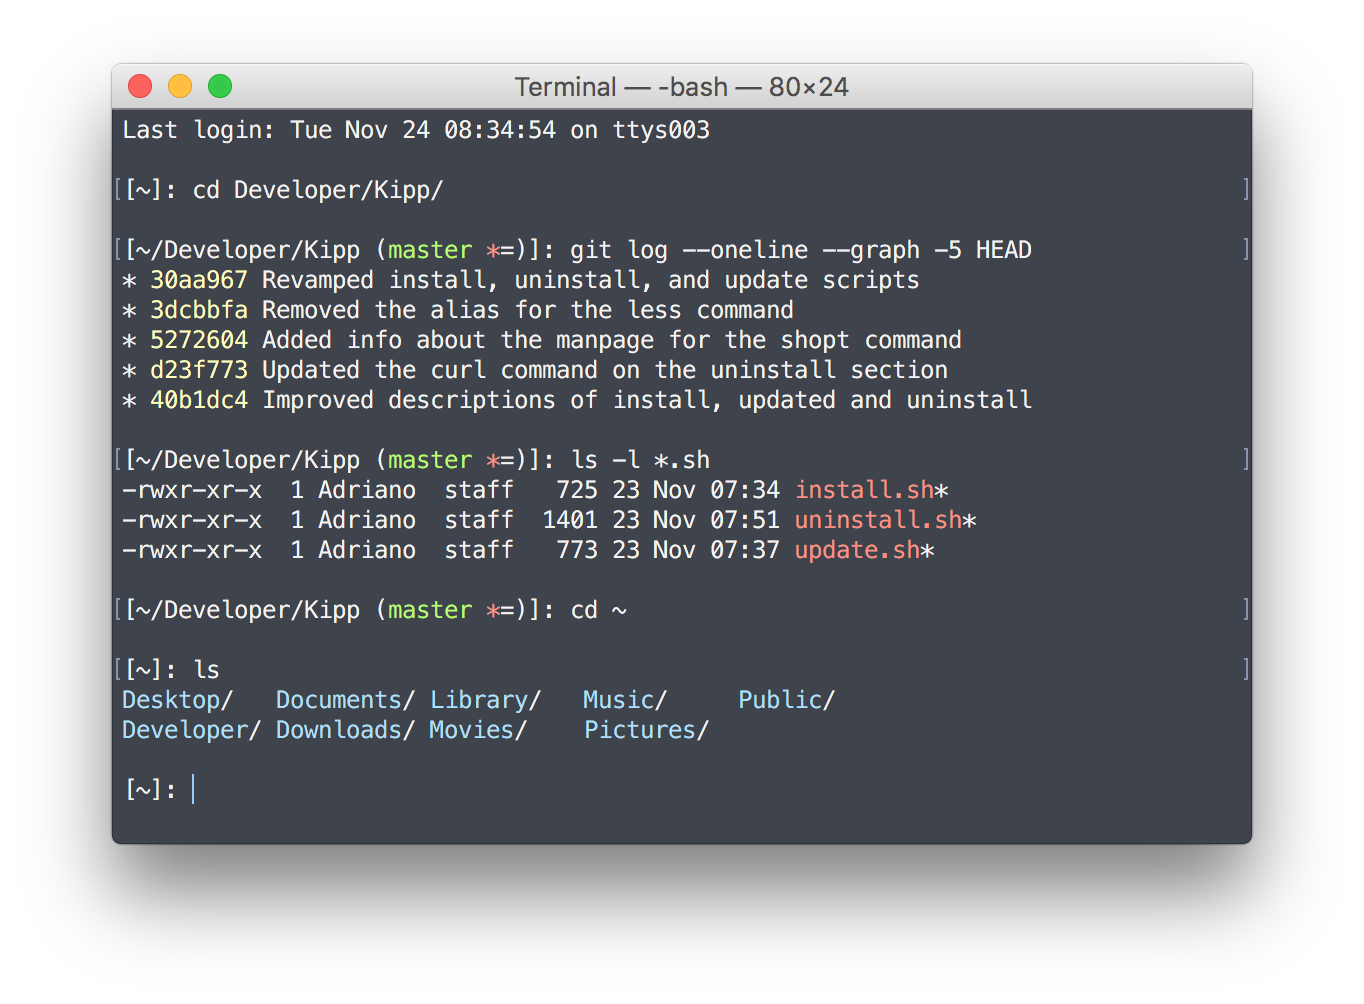 Terminal — -bash — 80×24
Last login: Tue Nov 24 08:34:54 on ttys003
[[~]: cd Developer/Kipp/ ]
[[~/Developer/Kipp (master *=)]: git log --oneline --graph -5 HEAD ]
* 30aa967 Revamped install, uninstall, and update scripts
* 3dcbbfa Removed the alias for the less command
* 5272604 Added info about the manpage for the shopt command
* d23f773 Updated the curl command on the uninstall section
* 40b1dc4 Improved descriptions of install, updated and uninstall
[[~/Developer/Kipp (master *=)]: ls -l *.sh ]
-rwxr-xr-x  1 Adriano  staff   725 23 Nov 07:34 install.sh*
-rwxr-xr-x  1 Adriano  staff  1401 23 Nov 07:51 uninstall.sh*
-rwxr-xr-x  1 Adriano  staff   773 23 Nov 07:37 update.sh*
[[~/Developer/Kipp (master *=)]: cd ~ ]
[[~]: ls ]
Desktop/   Documents/ Library/   Music/     Public/
Developer/ Downloads/ Movies/    Pictures/
[~]: